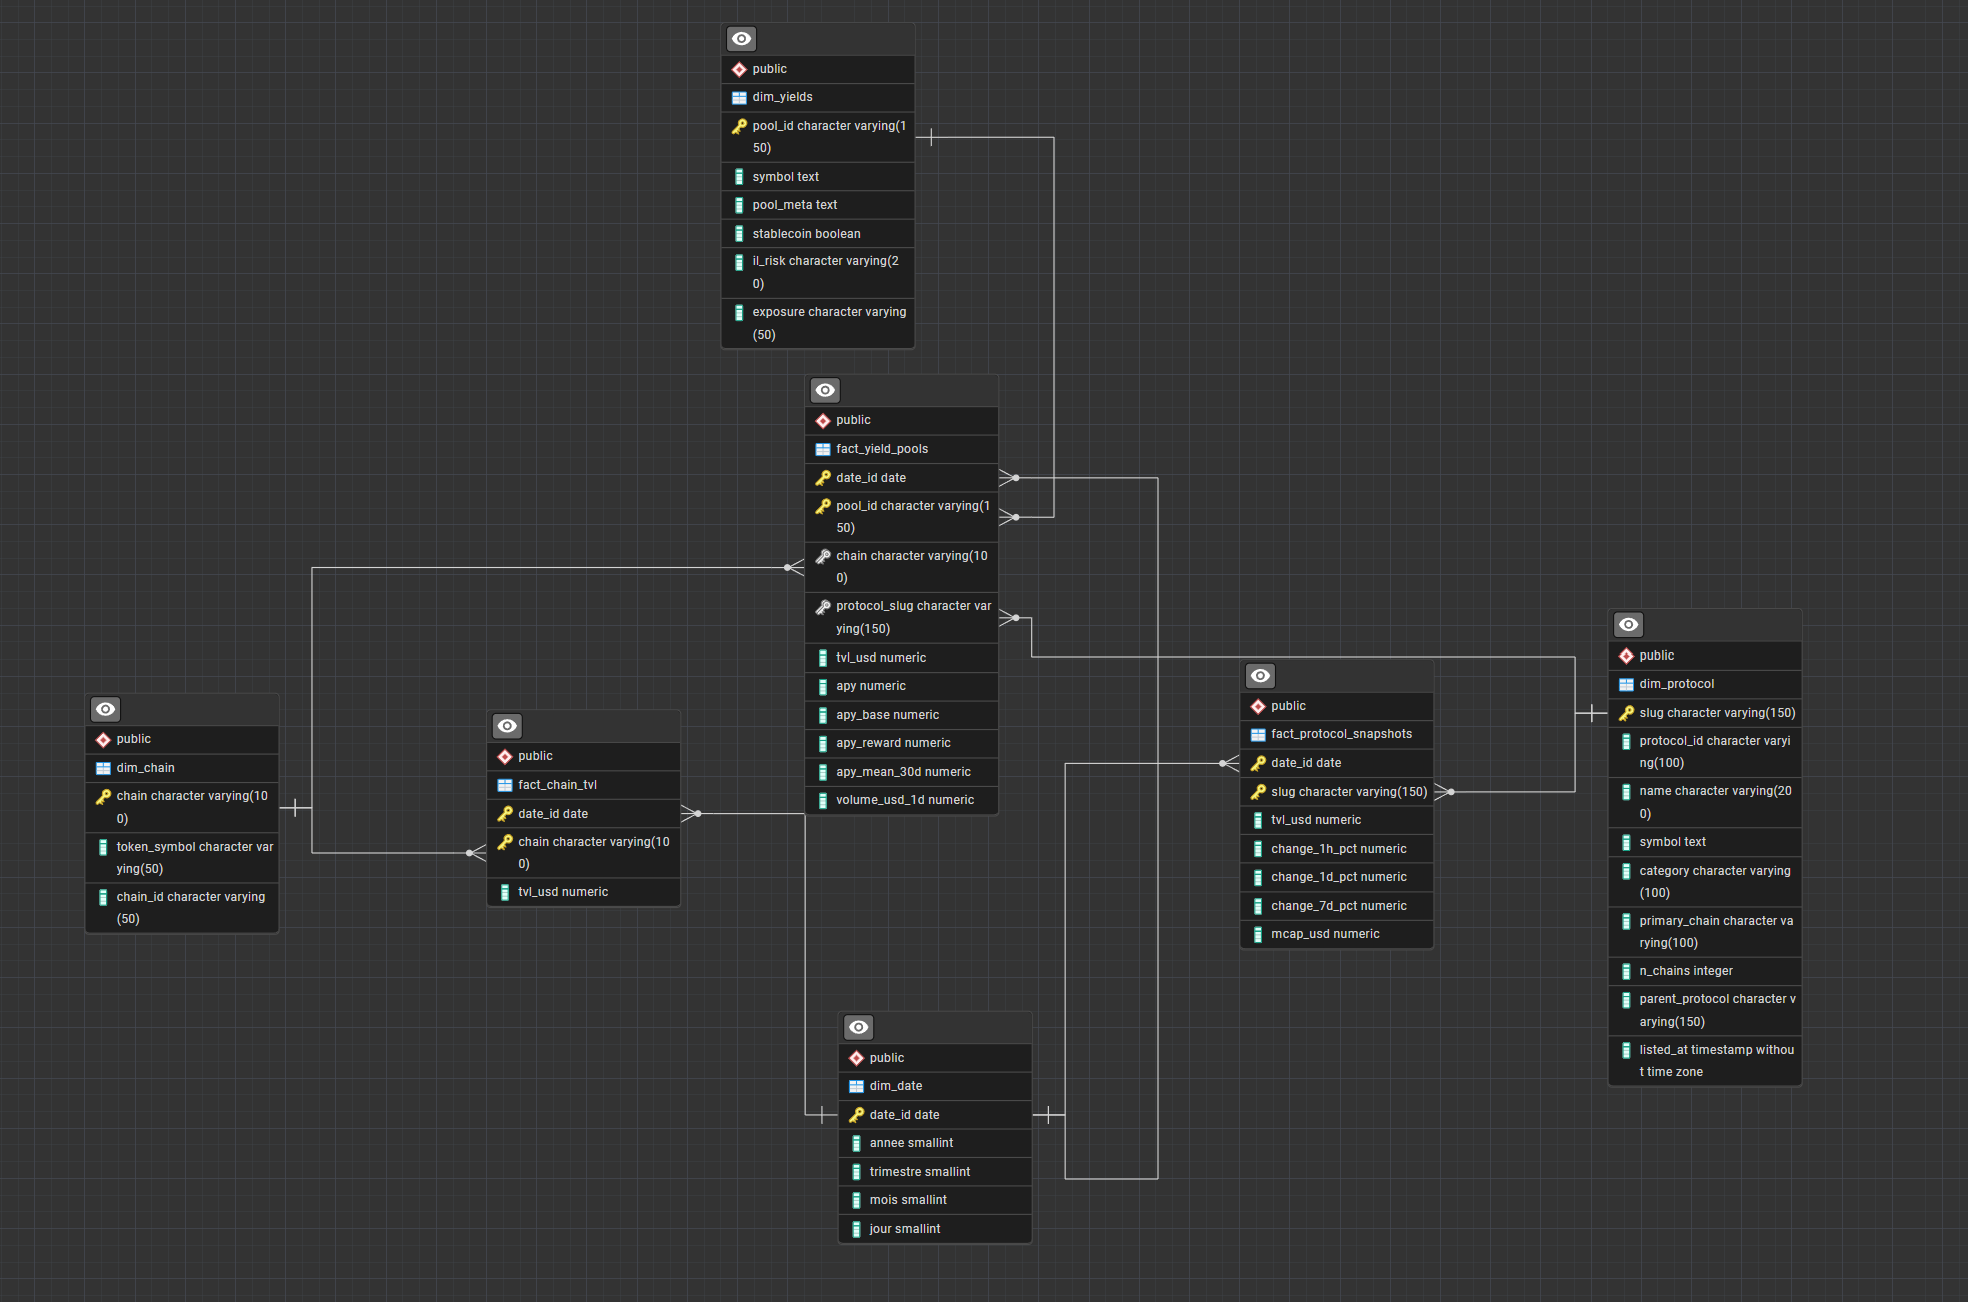 public
dim_yields
pool_id character varying(1
50)
symbol text
pool_meta text
stablecoin boolean
il_risk character varying(2
0)
exposure character varying
(50)
public
fact_yield_pools
date_id date
pool_id character varying(1
50)
chain character varying(10
0)
protocol_slug character var
ying(150)
tvl_usd numeric
apy numeric
apy_base numeric
apy_reward numeric
apy_mean_30d numeric
volume_usd_1d numeric
public
dim_chain
chain character varying(10
0)
token_symbol character var
ying(50)
chain_id character varying
(50)
public
fact_chain_tvl
date_id date
chain character varying(10
0)
tvl_usd numeric
public
fact_protocol_snapshots
date_id date
slug character varying(150)
tvl_usd numeric
change_1h_pct numeric
change_1d_pct numeric
change_7d_pct numeric
mcap_usd numeric
public
dim_protocol
slug character varying(150)
protocol_id character varyi
ng(100)
name character varying(20
0)
symbol text
category character varying
(100)
primary_chain character va
rying(100)
n_chains integer
parent_protocol character v
arying(150)
listed_at timestamp withou
t time zone
public
dim_date
date_id date
annee smallint
trimestre smallint
mois smallint
jour smallint